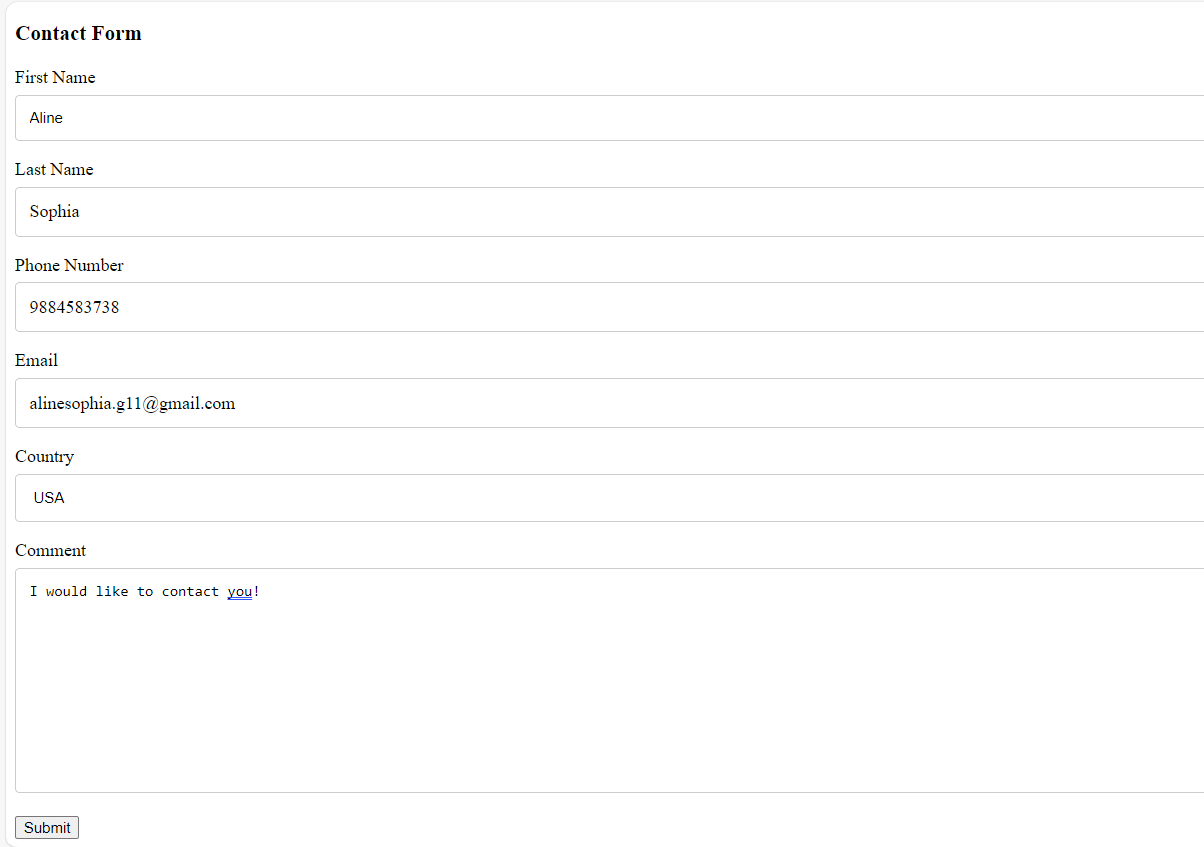 Contact Form
First Name
Aline
Last Name
Sophia
Phone Number
9884583738
Email
alinesophia.g11@gmail.com
Country
USA
Comment
I would like to contact you!
Submit